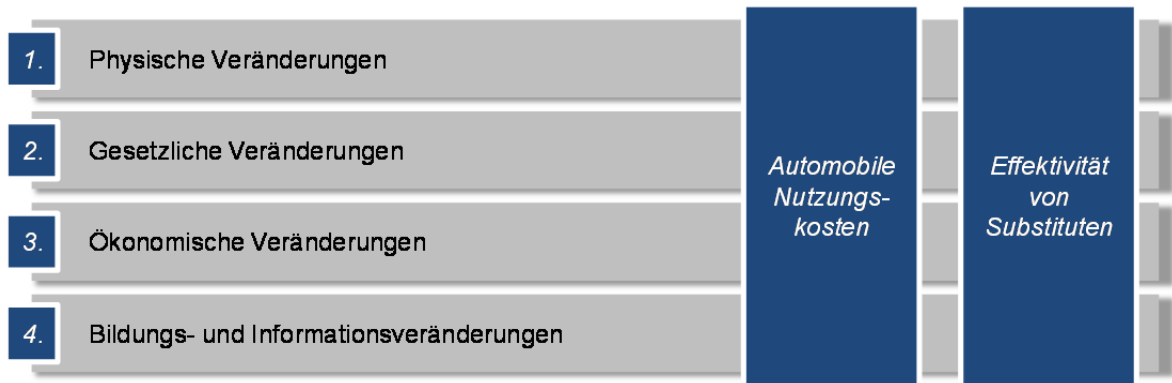 1. Physische Veränderungen
2. Gesetzliche Veränderungen
3. Ökonomische Veränderungen
4. Bildungs- und Informationsveränderungen
Automobile
Nutzungs-
kosten
Effektivität
von
Substituten